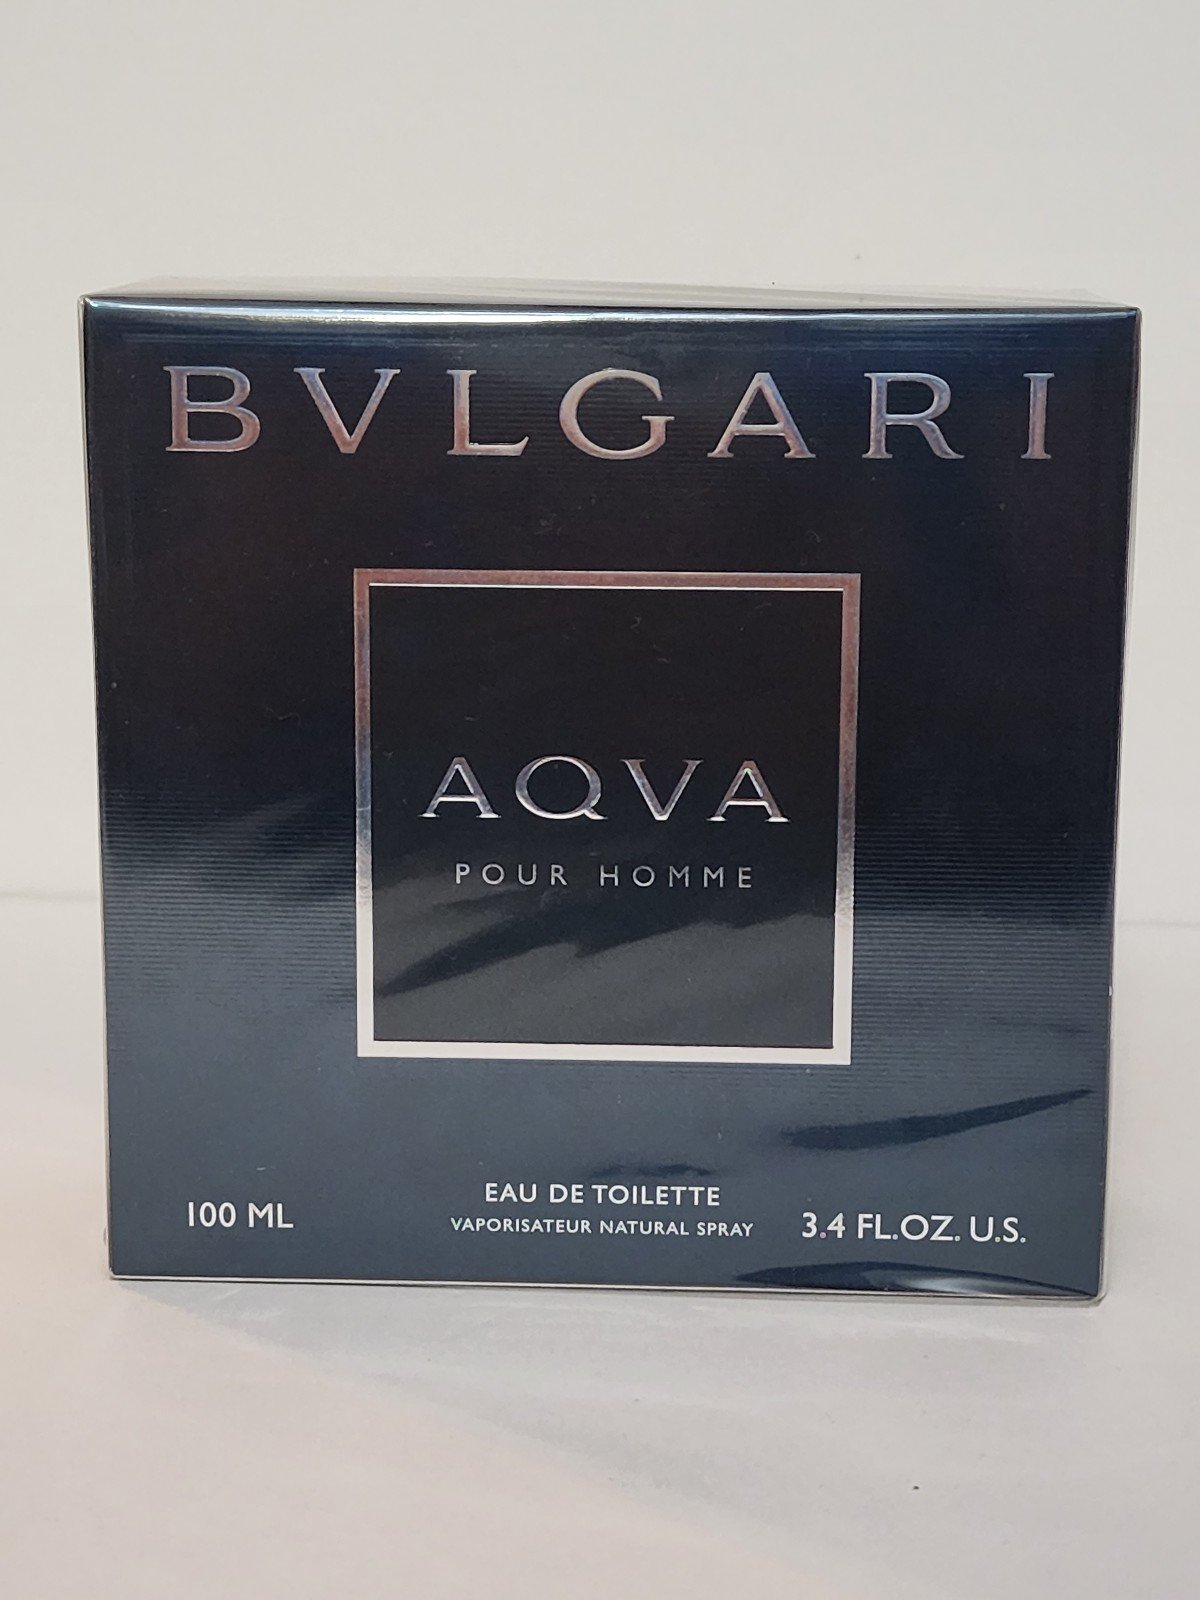 BVLGARI
AQVA
POUR HOMME
EAU DE TOILETTE
100 ML
VAPORISATEUR NATURAL SPRAY
3.4 FL.OZ. U.S.